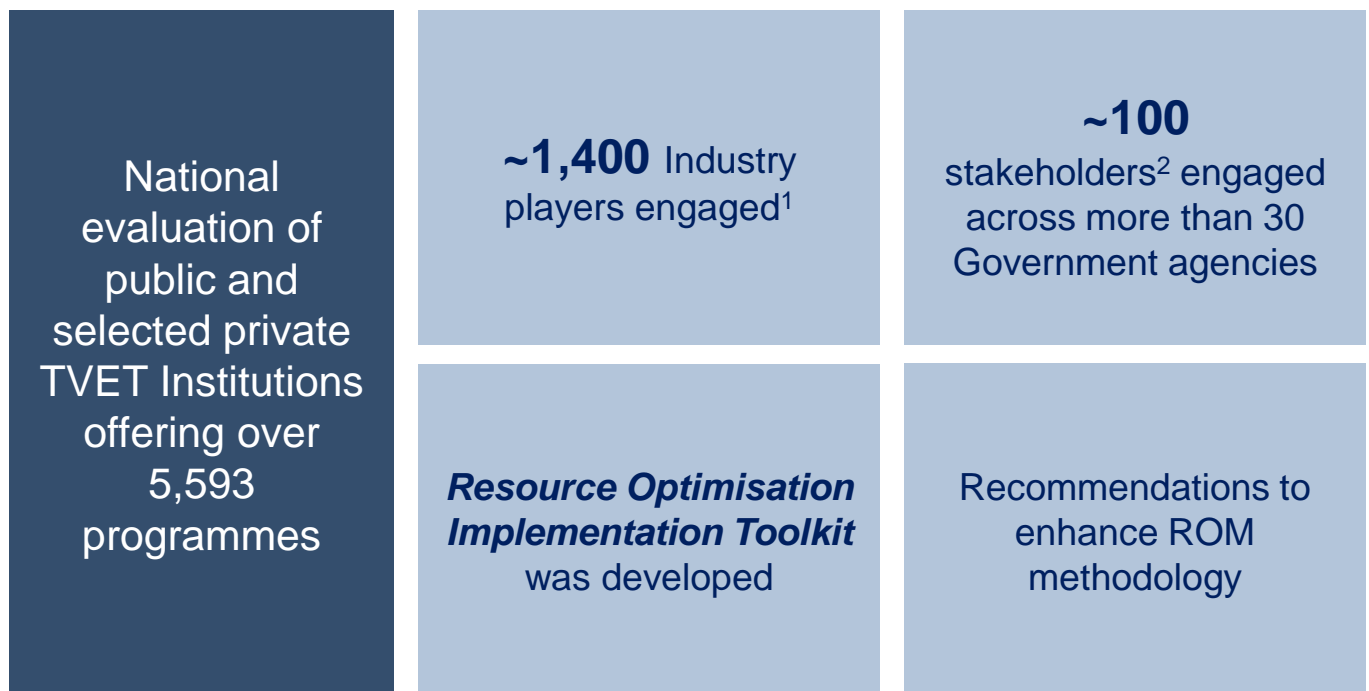 National
evaluation of
public and
selected private
TVET Institutions
offering over
5,593
programmes
~1,400 Industry
players engaged¹
~100
stakeholders² engaged
across more than 30
Government agencies
Resource Optimisation
Implementation Toolkit
was developed
Recommendations to
enhance ROM
methodology